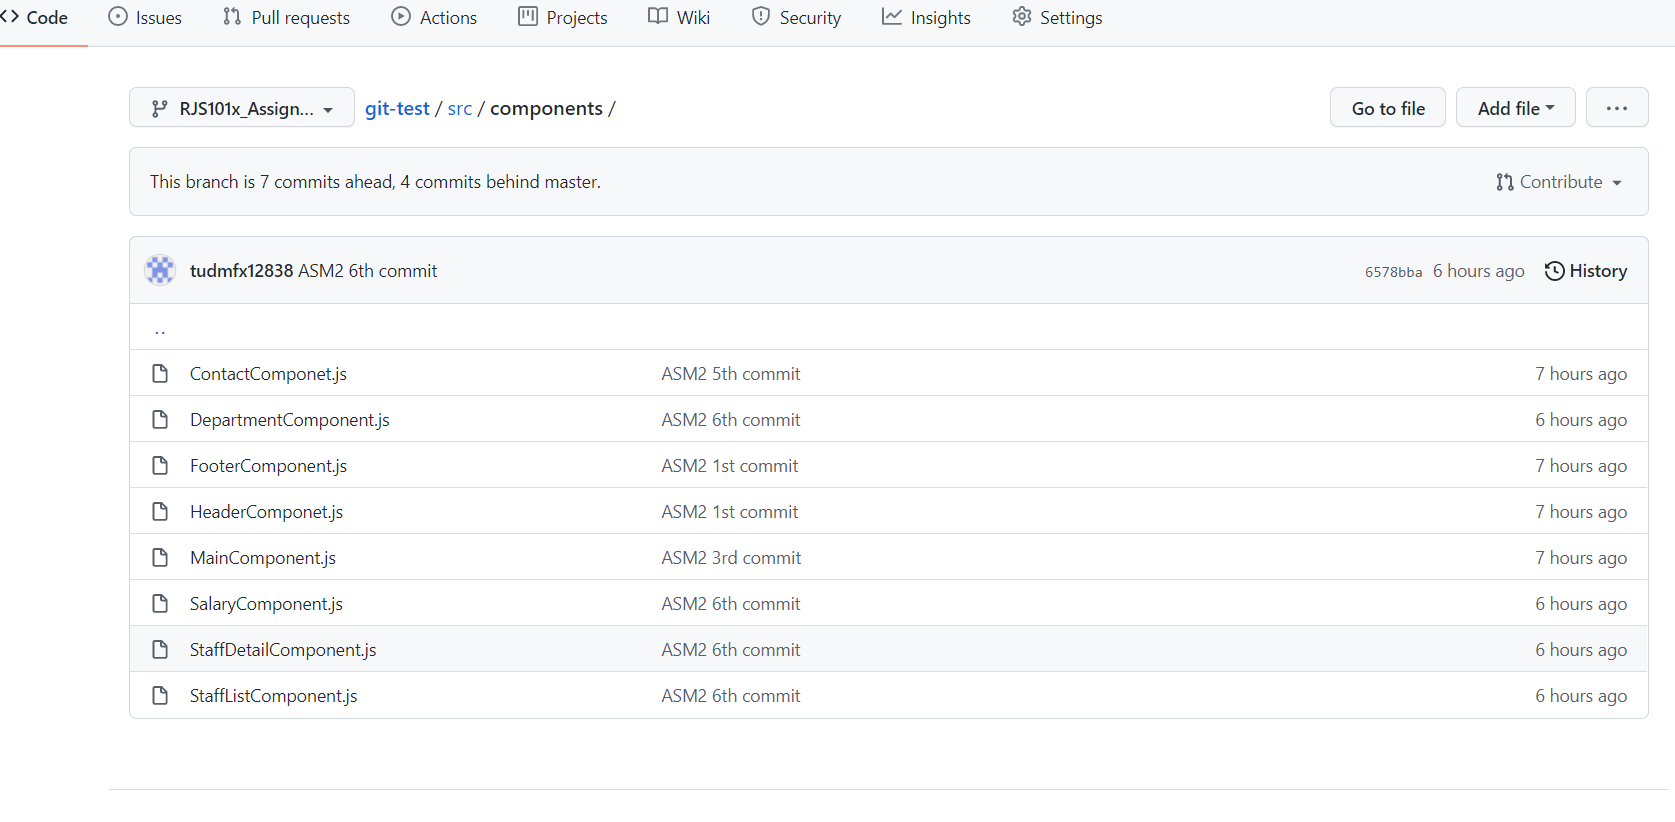 Code Issues Pull requests Actions Projects Wiki Security Insights Settings
RJS101x_Assign... git-test / src / components / Go to file Add file ...
This branch is 7 commits ahead, 4 commits behind master. Contribute
tudmfx12838 ASM2 6th commit 6578bba 6 hours ago History
..
ContactComponet.js ASM2 5th commit 7 hours ago
DepartmentComponent.js ASM2 6th commit 6 hours ago
FooterComponent.js ASM2 1st commit 7 hours ago
HeaderComponet.js ASM2 1st commit 7 hours ago
MainComponent.js ASM2 3rd commit 7 hours ago
SalaryComponent.js ASM2 6th commit 6 hours ago
StaffDetailComponent.js ASM2 6th commit 6 hours ago
StaffListComponent.js ASM2 6th commit 6 hours ago